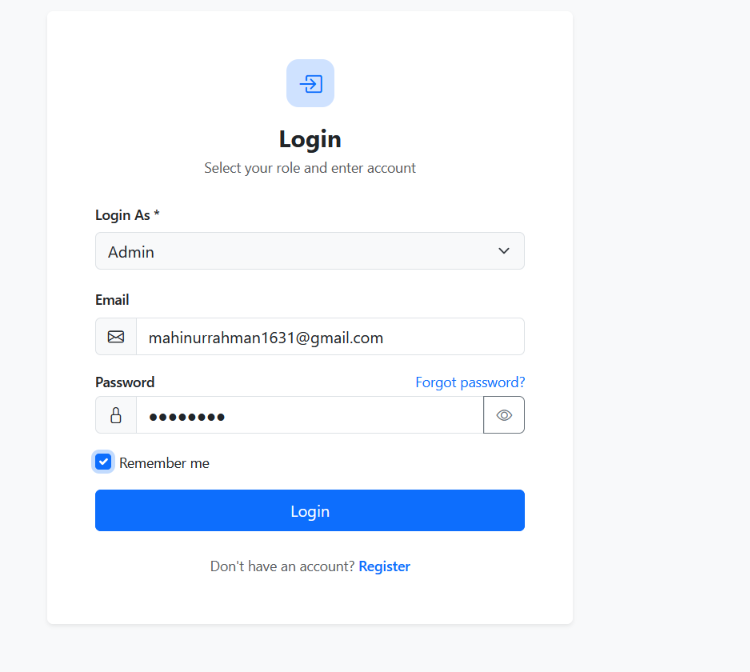 Login
Select your role and enter account
Login As *
Admin
Email
mahinurrahman1631@gmail.com
Password Forgot password?
●●●●●●●●
Remember me
Login
Don't have an account? Register